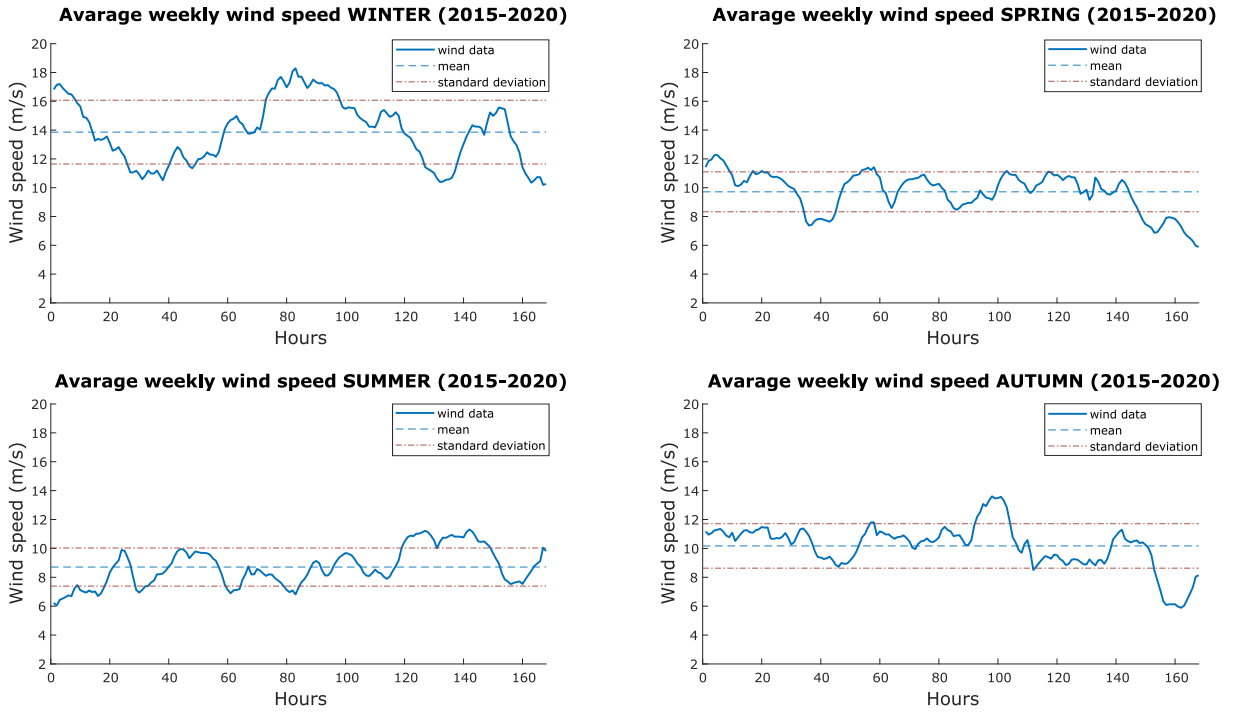 Avarage weekly wind speed WINTER (2015-2020)
Wind speed (m/s)
20
18
16
14
12
10
8
6
4
2
wind data
mean
standard deviation
0 20 40 60 80 100 120 140 160
Hours
Avarage weekly wind speed SPRING (2015-2020)
Wind speed (m/s)
20
18
16
14
12
10
8
6
4
2
wind data
mean
standard deviation
0 20 40 60 80 100 120 140 160
Hours
Avarage weekly wind speed SUMMER (2015-2020)
Wind speed (m/s)
20
18
16
14
12
10
8
6
4
2
wind data
mean
standard deviation
0 20 40 60 80 100 120 140 160
Hours
Avarage weekly wind speed AUTUMN (2015-2020)
Wind speed (m/s)
20
18
16
14
12
10
8
6
4
2
wind data
mean
standard deviation
0 20 40 60 80 100 120 140 160
Hours